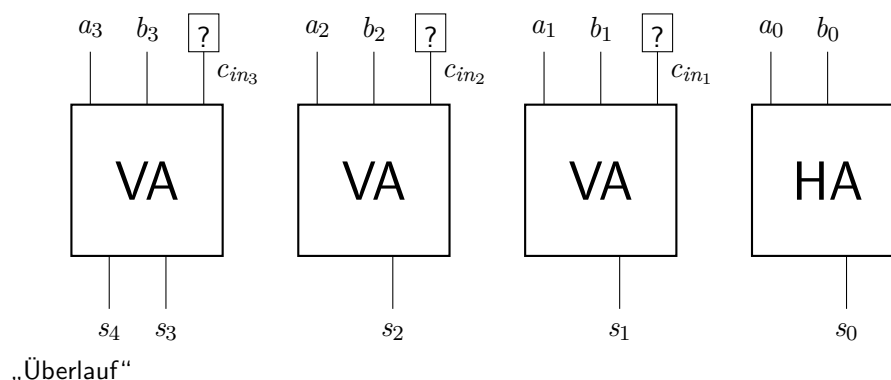 a3 b3 ? a2 b2 ? a1 b1 ? a0 b0
cin3 cin2 cin1
VA VA VA HA
s4 s3 s2 s1 s0
„Überlauf“